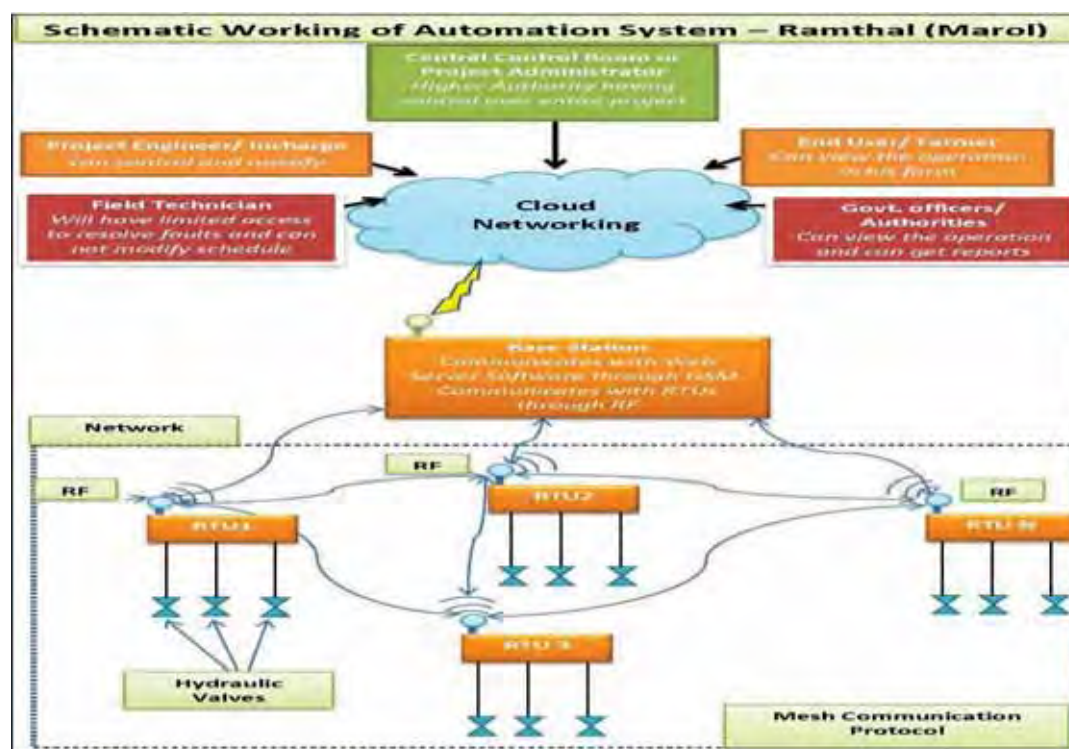 Schematic Working of Automation System – Ramthal (Marol)
Central Control Board or
Project Administrator
Higher Authority having
control over entire project
Project Engineer/ Incharge
can control and modify
End User/ Farmer
Can view the operation
in his farm
Field Technician
Will have limited access
to resolve faults and can
not modify schedule
Cloud
Networking
Govt. officers/
Authorities
Can view the operation
and can get reports
Base Station
Communicates with Web
Server Software through GSM
Communicates with RTUs
through RF
Network
RF
RF
RF
RTU1
RTU2
RTU N
RTU 3
Hydraulic
Valves
Mesh Communication
Protocol